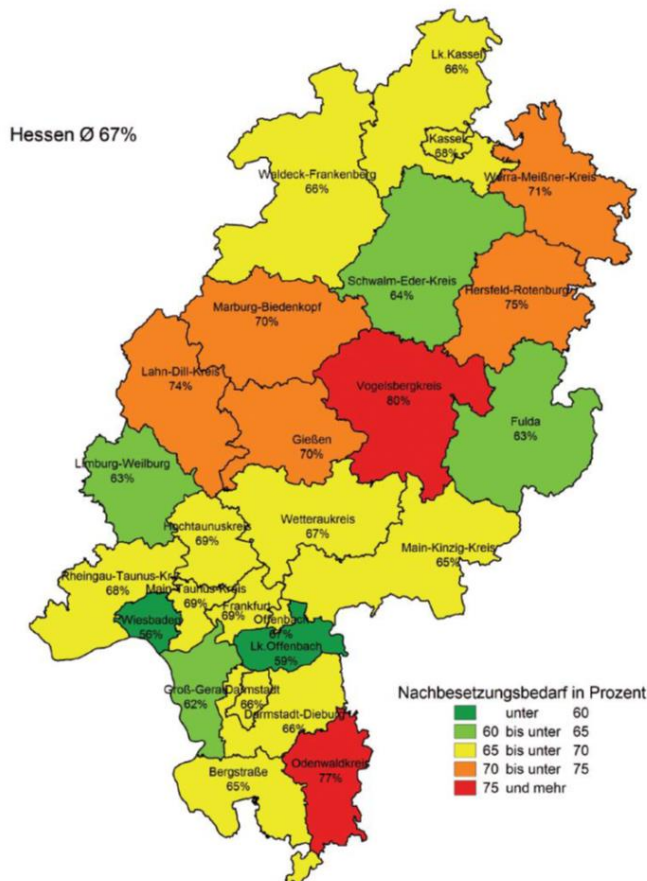 Lk.Kassel
66%
Hessen Ø 67%
Kassel
68%
Waldeck-Frankenberg
66%
Werra-Meißner-Kreis
71%
Schwalm-Eder-Kreis
64%
Hersfeld-Rotenburg
75%
Marburg-Biedenkopf
70%
Lahn-Dill-Kreis
74%
Vogelsbergkreis
80%
Fulda
63%
Gießen
70%
Limburg-Weilburg
63%
Hochtaunuskreis
69%
Wetteraukreis
67%
Main-Kinzig-Kreis
65%
Rheingau-Taunus-Kr.
68%
Main-Taunus-Kreis
69%
Frankfurt
69%
Offenbach
67%
Wiesbaden
56%
Lk.Offenbach
59%
Groß-Gerau
62%
Darmstadt
66%
Darmstadt-Dieburg
66%
Bergstraße
65%
Odenwaldkreis
77%
Nachbesetzungsbedarf in Prozent
unter 60
60 bis unter 65
65 bis unter 70
70 bis unter 75
75 und mehr